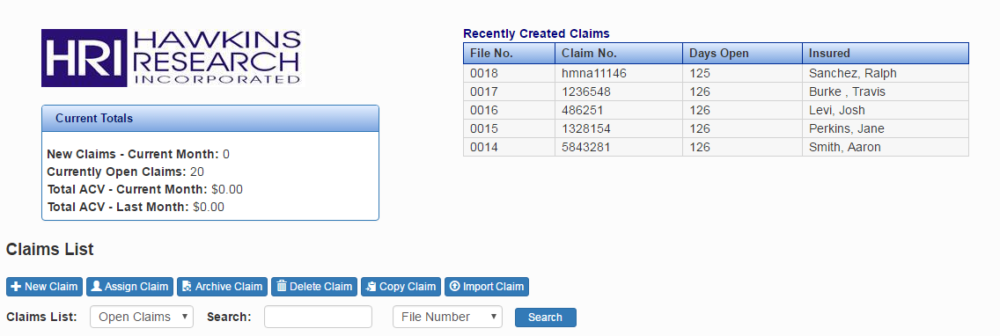 HRI HAWKINS
RESEARCH
INCORPORATED
Current Totals
New Claims - Current Month: 0
Currently Open Claims: 20
Total ACV - Current Month: $0.00
Total ACV - Last Month: $0.00
Recently Created Claims
File No. Claim No. Days Open Insured
0018 hmna11146 125 Sanchez, Ralph
0017 1236548 126 Burke , Travis
0016 486251 126 Levi, Josh
0015 1328154 126 Perkins, Jane
0014 5843281 126 Smith, Aaron
Claims List
New Claim Assign Claim Archive Claim Delete Claim Copy Claim Import Claim
Claims List: Open Claims Search: File Number Search